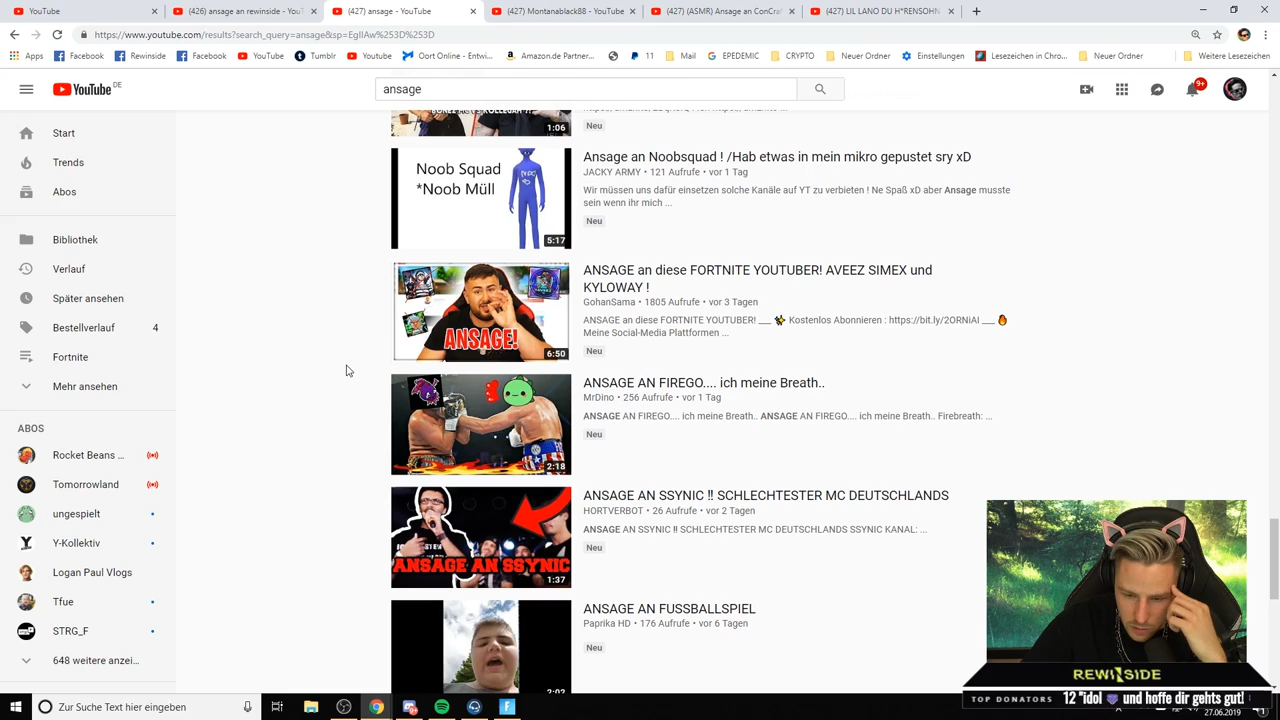 YouTube
(426) ansage an rewinside - YouT
(427) ansage - YouTube
(427) Montanablack88 - YouTube
(427) (ASMR) Ansage an ConCra
(427) LIL LANO DU H*RENSOHN
https://www.youtube.com/results?search_query=ansage&sp=EgIIAw%253D%253D
Apps
Facebook
Rewinside
Facebook
YouTube
Tumblr
Youtube
Oort Online - Entwi...
Amazon.de Partner...
11
Mail
EPEDEMIC
CRYPTO
Neuer Ordner
Einstellungen
Lesezeichen in Chro...
Neuer Ordner
Weitere Lesezeichen
YouTube DE
ansage
9+
Start
Trends
Abos
Bibliothek
Verlauf
Später ansehen
Bestellverlauf 4
Fortnite
Mehr ansehen
ABOS
Rocket Beans ...
Tomorrowland
ungespielt
Y-Kollektiv
Logan Paul Vlogs
Tfue
STRG_F
648 weitere anzei...
1:06
Neu
Noob Squad
*Noob Müll
5:17
Ansage an Noobsquad ! /Hab etwas in mein mikro gepustet sry xD
JACKY ARMY • 121 Aufrufe • vor 1 Tag
Wir müssen uns dafür einsetzen solche Kanäle auf YT zu verbieten ! Ne Spaß xD aber Ansage musste
sein wenn ihr mich ...
Neu
ANSAGE!
6:50
ANSAGE an diese FORTNITE YOUTUBER! AVEEZ SIMEX und
KYLOWAY !
GohanSama • 1805 Aufrufe • vor 3 Tagen
ANSAGE an diese FORTNITE YOUTUBER! ___ Kostenlos Abonnieren : https://bit.ly/2ORNiAI ___
Meine Social-Media Plattformen ...
Neu
2:18
ANSAGE AN FIREGO.... ich meine Breath..
MrDino • 256 Aufrufe • vor 1 Tag
ANSAGE AN FIREGO.... ich meine Breath.. ANSAGE AN FIREGO.... ich meine Breath.. Firebreath: ...
Neu
ANSAGE AN SSYNIC
1:37
ANSAGE AN SSYNIC !! SCHLECHTESTER MC DEUTSCHLANDS
HORTVERBOT • 26 Aufrufe • vor 2 Tagen
ANSAGE AN SSYNIC !! SCHLECHTESTER MC DEUTSCHLANDS SSYNIC KANAL: ...
Neu
2:02
ANSAGE AN FUSSBALLSPIEL
Paprika HD • 176 Aufrufe • vor 6 Tagen
Neu
REWINSIDE
TOP DONATORS
12 "idol und hoffe dir gehts gut!
Zur Suche Text hier eingeben
27.06.2019